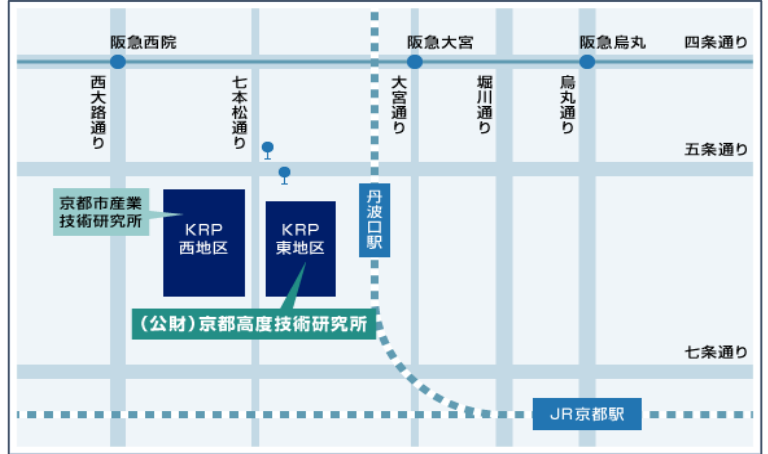 阪急西院
阪急大宮
阪急烏丸
四条通り
西大路通り
七本松通り
大宮通り
堀川通り
烏丸通り
五条通り
京都市産業
技術研究所
KRP
西地区
KRP
東地区
丹波口駅
(公財)京都高度技術研究所
七条通り
JR京都駅